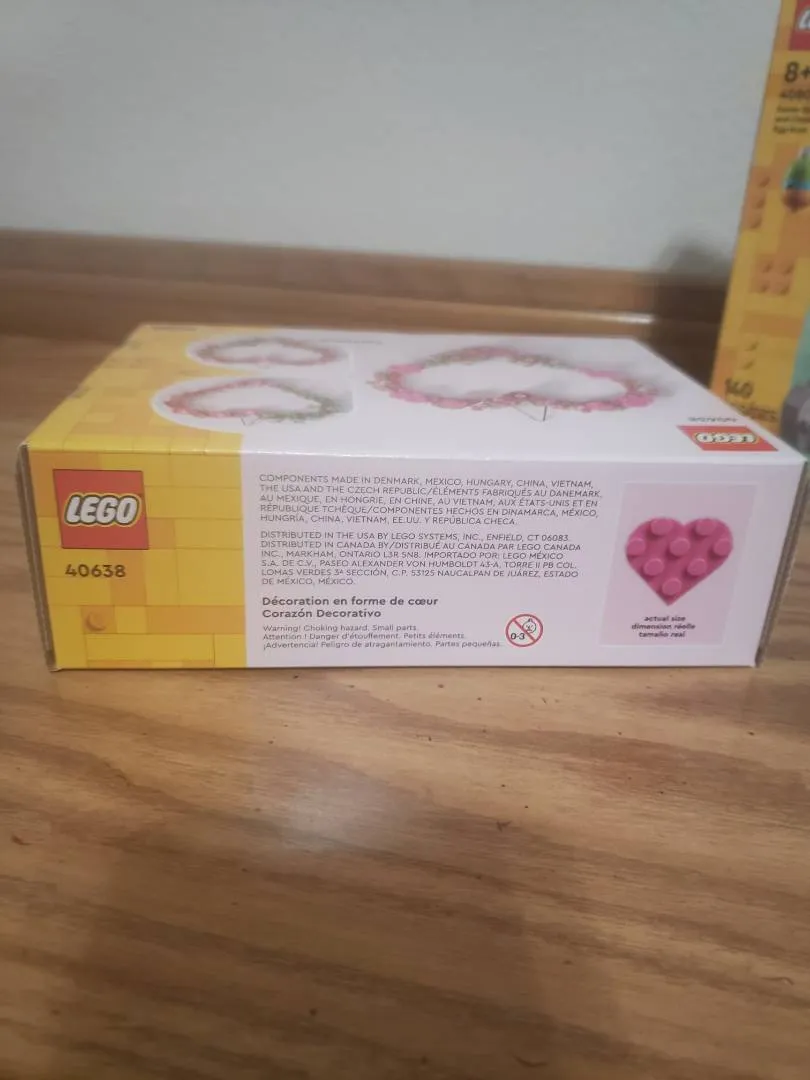 LEGO
40638
COMPONENTS MADE IN DENMARK, MEXICO, HUNGARY, CHINA, VIETNAM,
THE USA AND THE CZECH REPUBLIC/ÉLÉMENTS FABRIQUÉS AU DANEMARK,
AU MEXIQUE, EN HONGRIE, EN CHINE, AU VIETNAM, AUX ÉTATS-UNIS ET EN
RÉPUBLIQUE TCHÈQUE/COMPONENTES HECHOS EN DINAMARCA, MÉXICO,
HUNGRÍA, CHINA, VIETNAM, EE.UU. Y REPÚBLICA CHECA.
DISTRIBUTED IN THE USA BY LEGO SYSTEMS, INC., ENFIELD, CT 06083.
DISTRIBUTED IN CANADA BY/DISTRIBUÉ AU CANADA PAR LEGO CANADA
INC., MARKHAM, ONTARIO L3R 5N8. IMPORTADO POR: LEGO MÉXICO
S.A. DE C.V., PASEO ALEXANDER VON HUMBOLDT 43-A, TORRE II PB COL.
LOMAS VERDES 3ª SECCIÓN, C.P. 53125 NAUCALPAN DE JUÁREZ, ESTADO
DE MÉXICO, MÉXICO.
Décoration en forme de cœur
Corazón Decorativo
Warning! Choking hazard. Small parts.
Attention ! Danger d'étouffement. Petits éléments.
¡Advertencia! Peligro de atragantamiento. Partes pequeñas.
0-3
actual size
dimension réelle
tamaño real
LEGO
8+
140